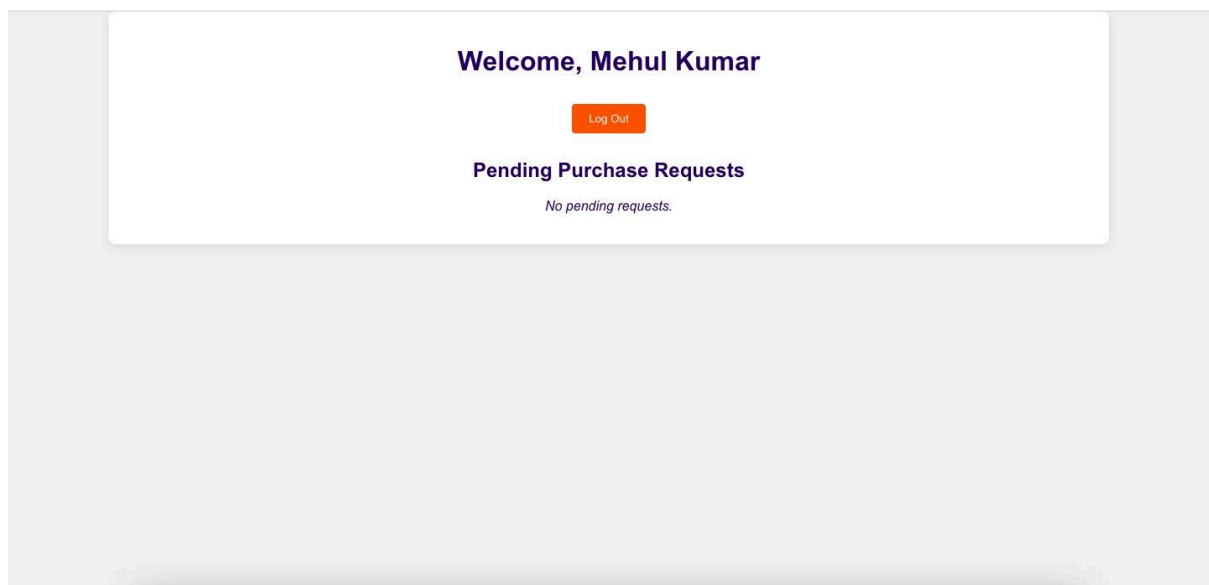 Welcome, Mehul Kumar
Log Out
Pending Purchase Requests
No pending requests.